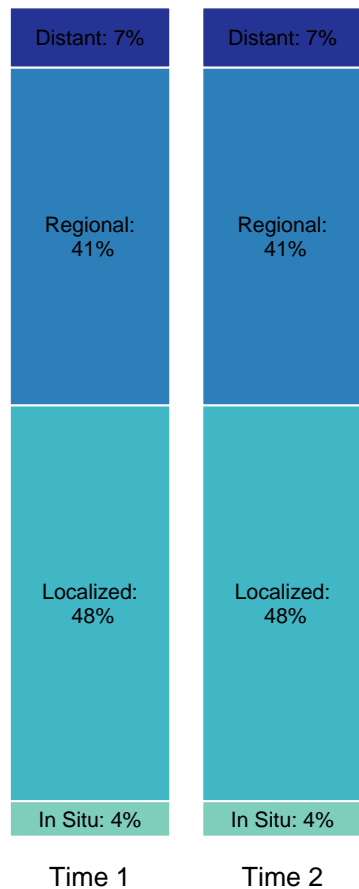 Distant: 7%
Distant: 7%
Regional:
41%
Regional:
41%
Localized:
48%
Localized:
48%
In Situ: 4%
In Situ: 4%
Time 1
Time 2